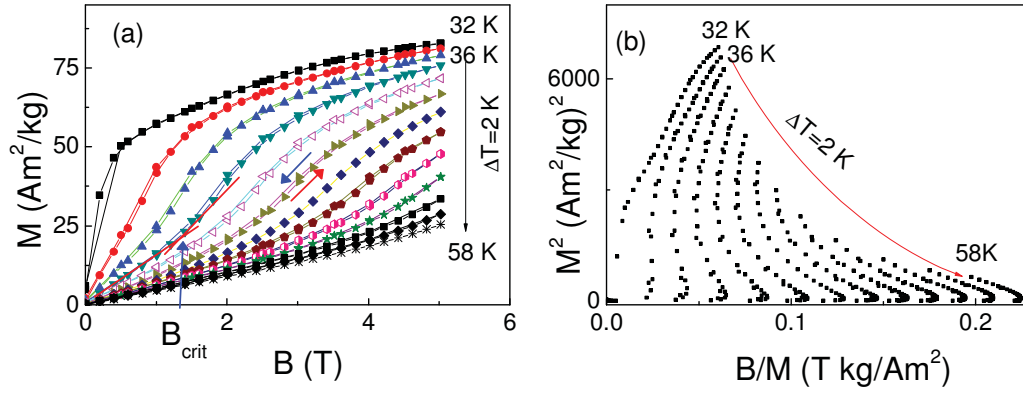 (a)
32 K
36 K
ΔT=2 K
58 K
M (Am²/kg)
75
50
25
0
0
2
4
6
B_crit
B (T)
(b)
32 K
36 K
ΔT=2 K
58K
M² (Am²/kg)²
6000
0
0.0
0.1
0.2
B/M (T kg/Am²)